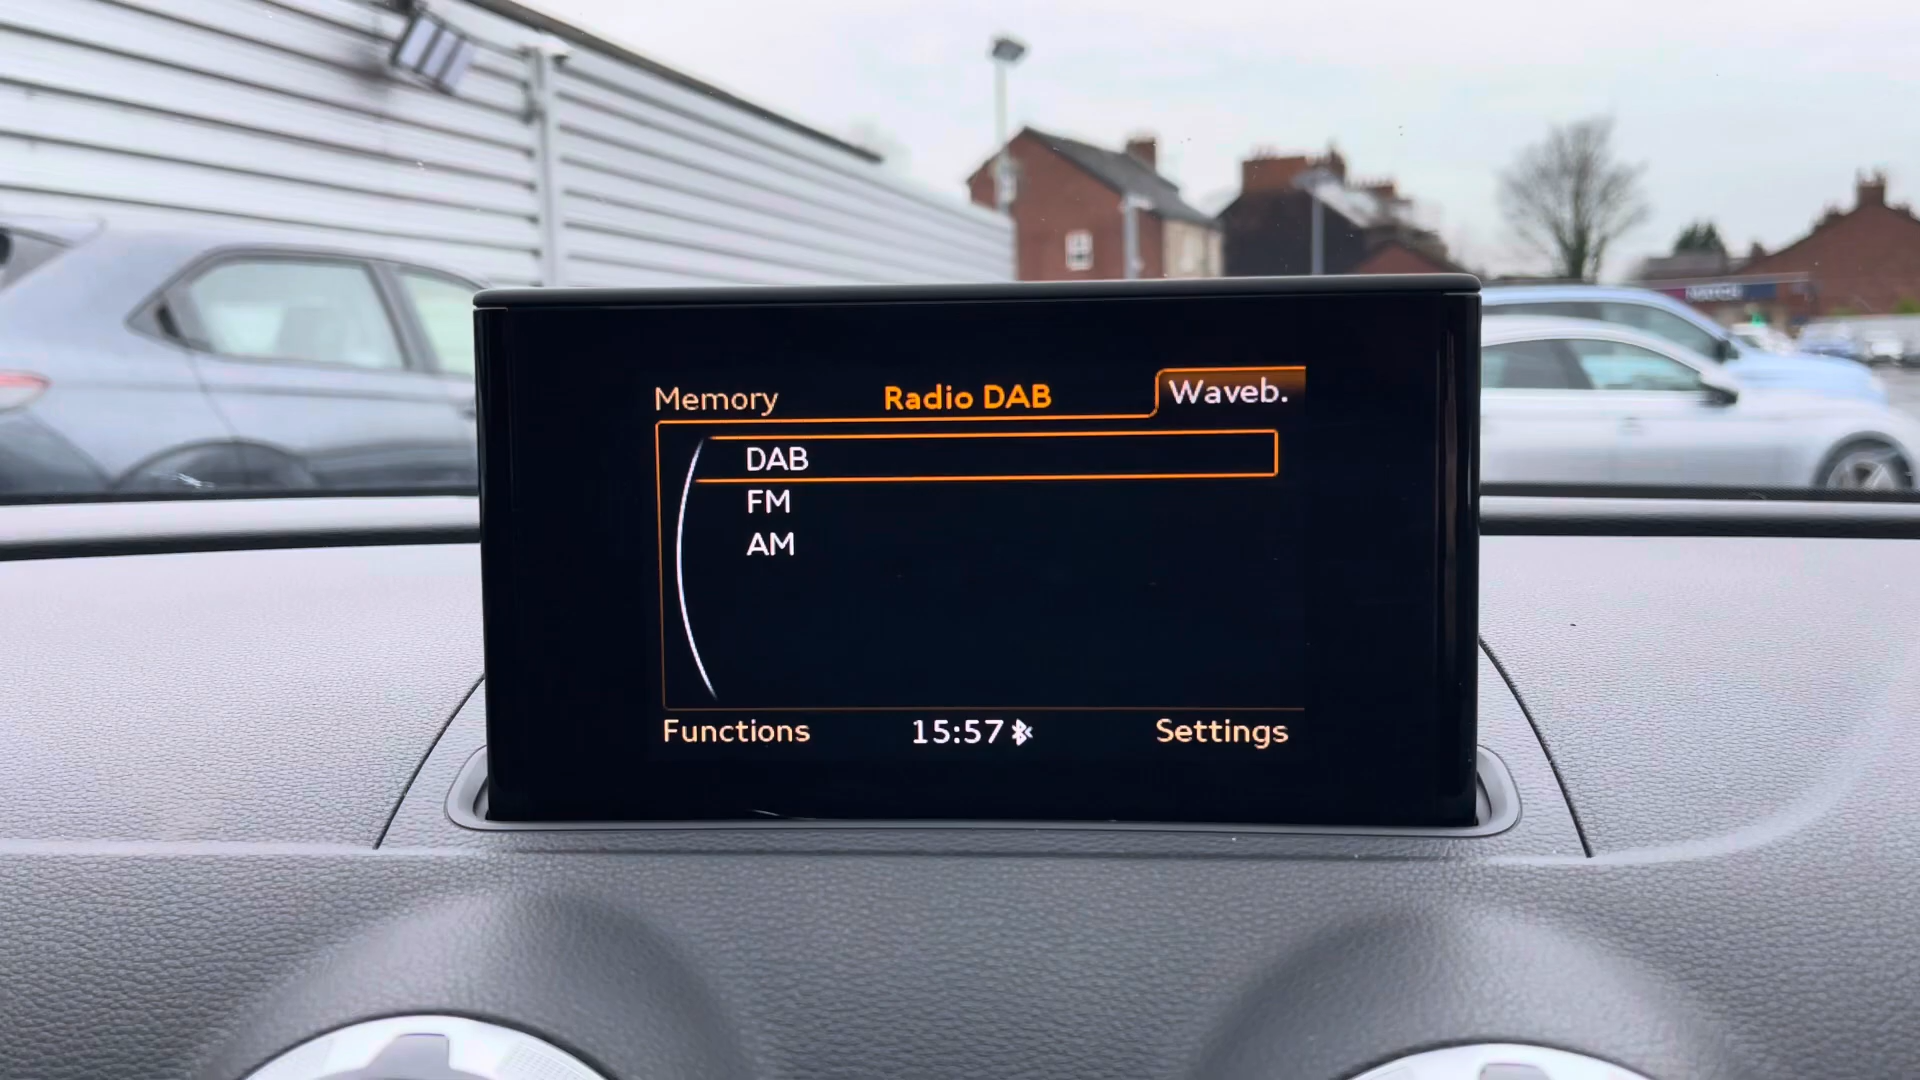 Memory
Radio DAB
Waveb.
DAB
FM
AM
Functions
15:57
Settings